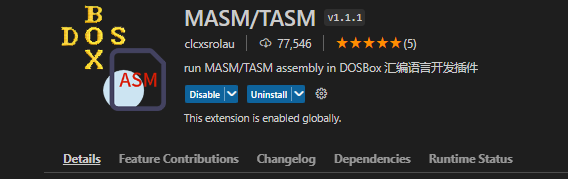 BOX
DOS
ASM
MASM/TASM v1.1.1
clcxsrolau 77,546 (5)
run MASM/TASM assembly in DOSBox 汇编语言开发插件
Disable Uninstall
This extension is enabled globally.
Details Feature Contributions Changelog Dependencies Runtime Status